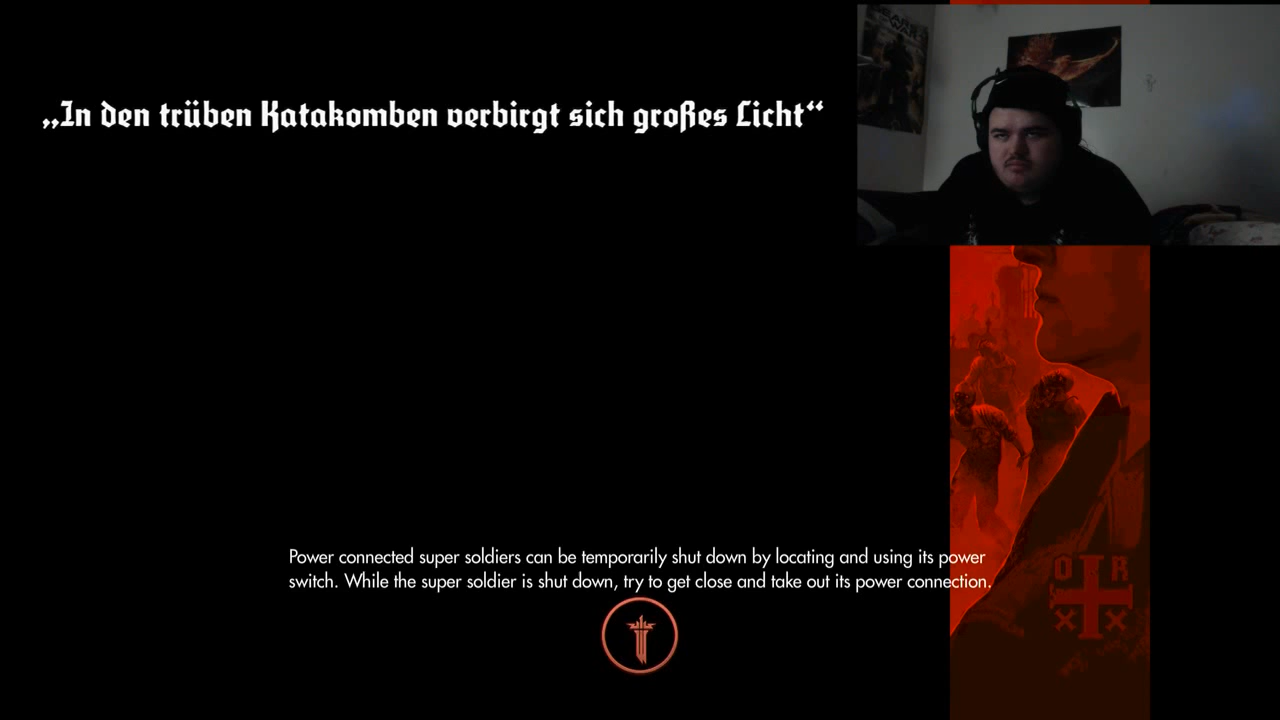 „In den trüben Katakomben verbirgt sich großes Licht“
Power connected super soldiers can be temporarily shut down by locating and using its power
switch. While the super soldier is shut down, try to get close and take out its power connection.
O R
X X